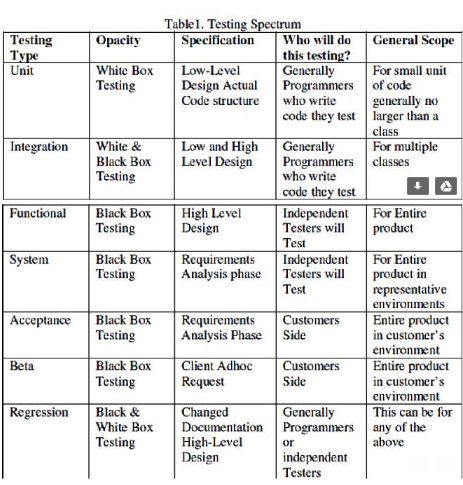 Table1. Testing Spectrum
Testing Type | Opacity | Specification | Who will do this testing? | General Scope
Unit | White Box Testing | Low-Level Design Actual Code structure | Generally Programmers who write code they test | For small unit of code generally no larger than a class
Integration | White & Black Box Testing | Low and High Level Design | Generally Programmers who write code they test | For multiple classes
Functional | Black Box Testing | High Level Design | Independent Testers will Test | For Entire product
System | Black Box Testing | Requirements Analysis phase | Independent Testers will Test | For Entire product in representative environments
Acceptance | Black Box Testing | Requirements Analysis Phase | Customers Side | Entire product in customer's environment
Beta | Black Box Testing | Client Adhoc Request | Customers Side | Entire product in customer's environment
Regression | Black & White Box Testing | Changed Documentation High-Level Design | Generally Programmers or independent Testers | This can be for any of the above